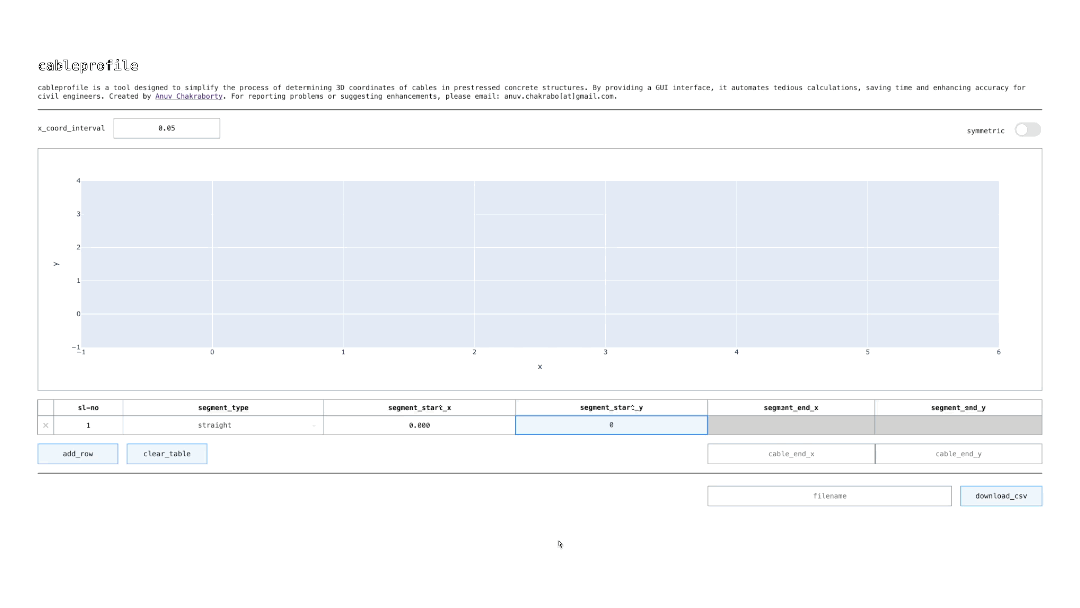 cableprofile
cableprofile is a tool designed to simplify the process of determining 3D coordinates of cables in prestressed concrete structures. By providing a GUI interface, it automates tedious calculations, saving time and enhancing accuracy for
civil engineers. Created by Anuv Chakraborty. For reporting problems or suggesting enhancements, please email: anuv.chakrabo[at]gmail.com.
x_coord_interval 0.05 symmetric
4
3
2
1
0
−1
y
−1 0 1 2 3 4 5 6
x
sl-no segment_type segment_start_x segment_start_y segment_end_x segment_end_y
× 1 straight 0.000 0
add_row clear_table cable_end_x cable_end_y
filename download_csv